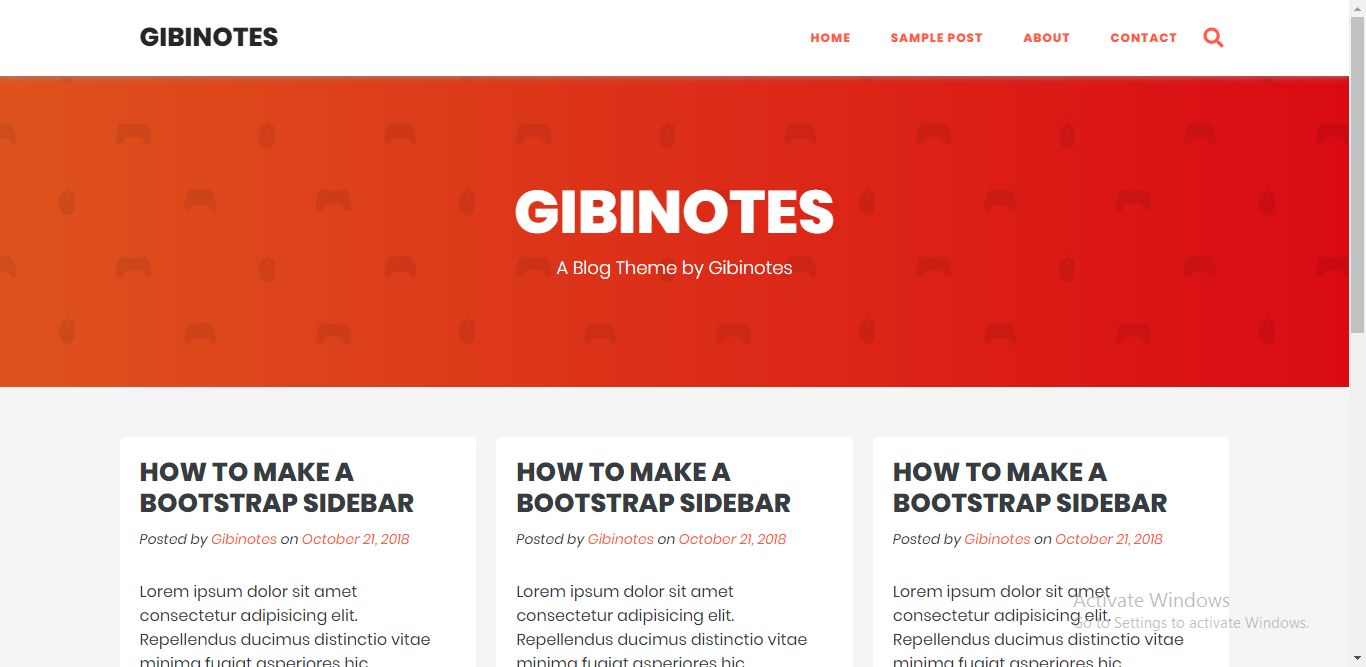 GIBINOTES
HOME SAMPLE POST ABOUT CONTACT
GIBINOTES
A Blog Theme by Gibinotes
HOW TO MAKE A
BOOTSTRAP SIDEBAR
Posted by Gibinotes on October 21, 2018
Lorem ipsum dolor sit amet
consectetur adipisicing elit.
Repellendus ducimus distinctio vitae
minima fugiat asperiores hic
HOW TO MAKE A
BOOTSTRAP SIDEBAR
Posted by Gibinotes on October 21, 2018
Lorem ipsum dolor sit amet
consectetur adipisicing elit.
Repellendus ducimus distinctio vitae
minima fugiat asperiores hic
HOW TO MAKE A
BOOTSTRAP SIDEBAR
Posted by Gibinotes on October 21, 2018
Lorem ipsum dolor sit amet
consectetur adipisicing elit.
Repellendus ducimus distinctio vitae
minima fugiat asperiores hic
Activate Windows
Go to Settings to activate Windows.